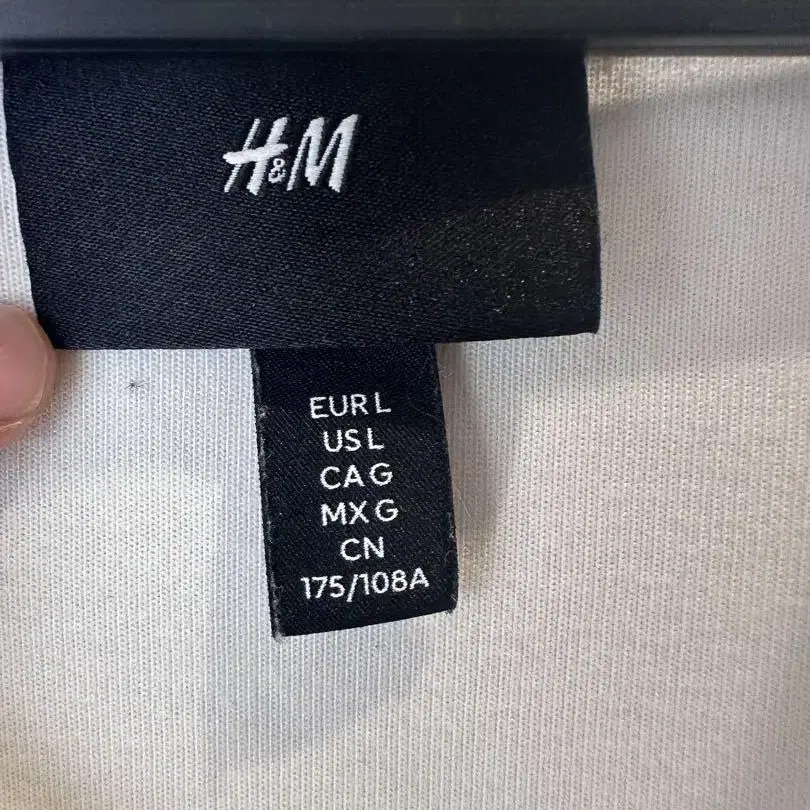 H&M
EUR L
US L
CA G
MX G
CN
175/108A